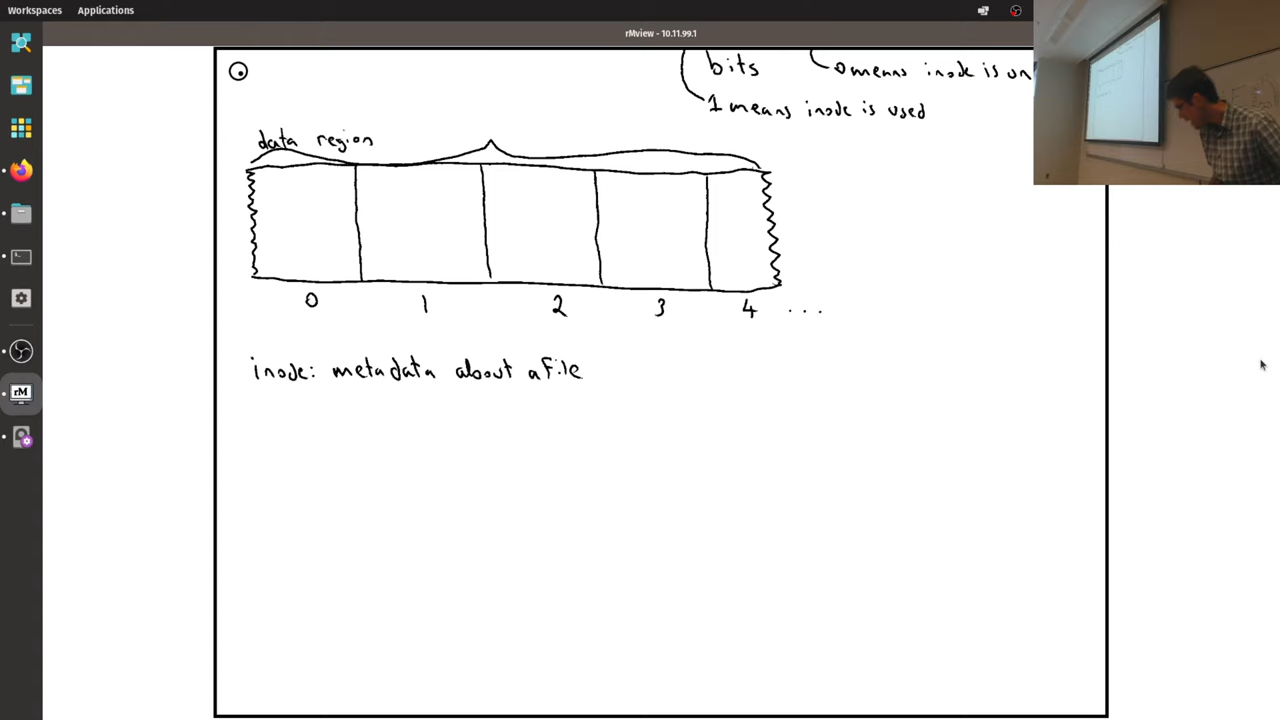 Workspaces Applications
rMview - 10.11.99.1
bits 0 means inode is un
1 means inode is used
data region
0 1 2 3 4 ...
inode: metadata about a file
rM